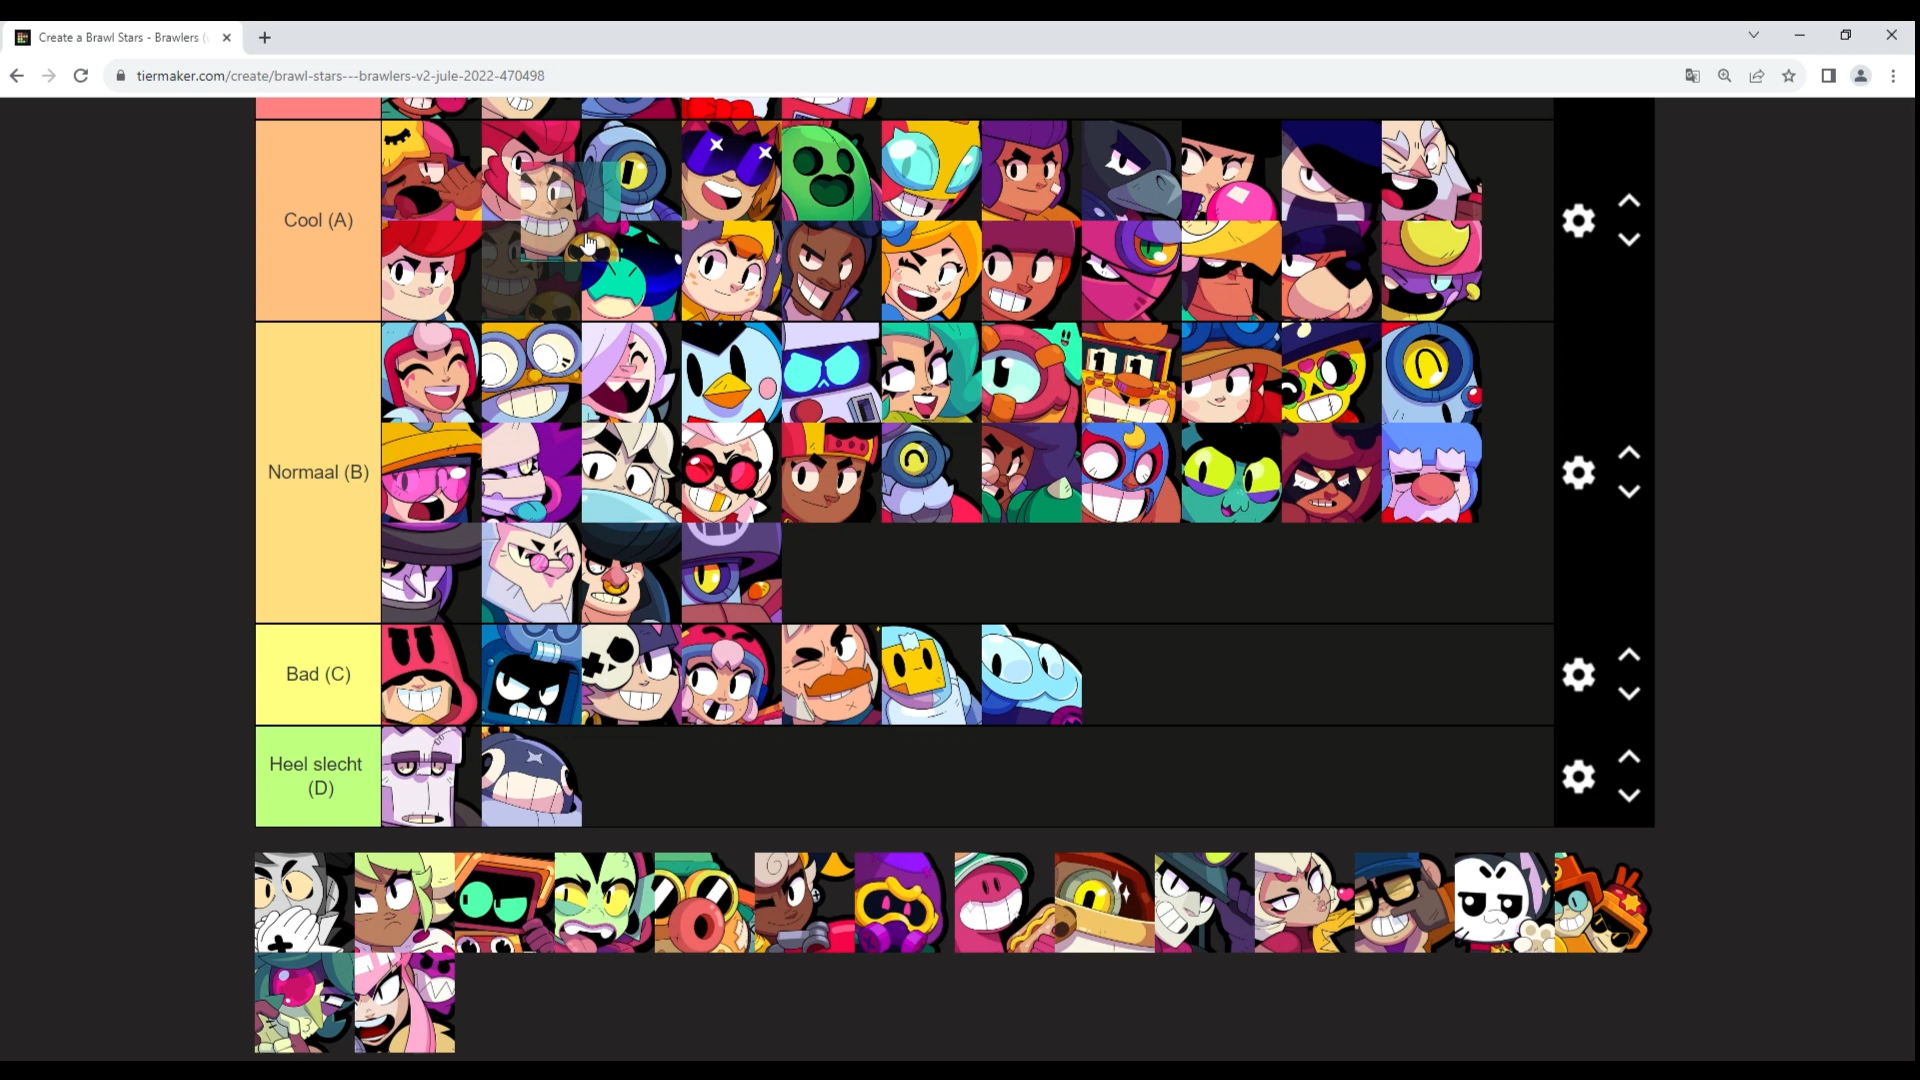 Create a Brawl Stars - Brawlers (
tiermaker.com/create/brawl-stars---brawlers-v2-jule-2022-470498
Cool (A)
Normaal (B)
Bad (C)
Heel slecht
(D)